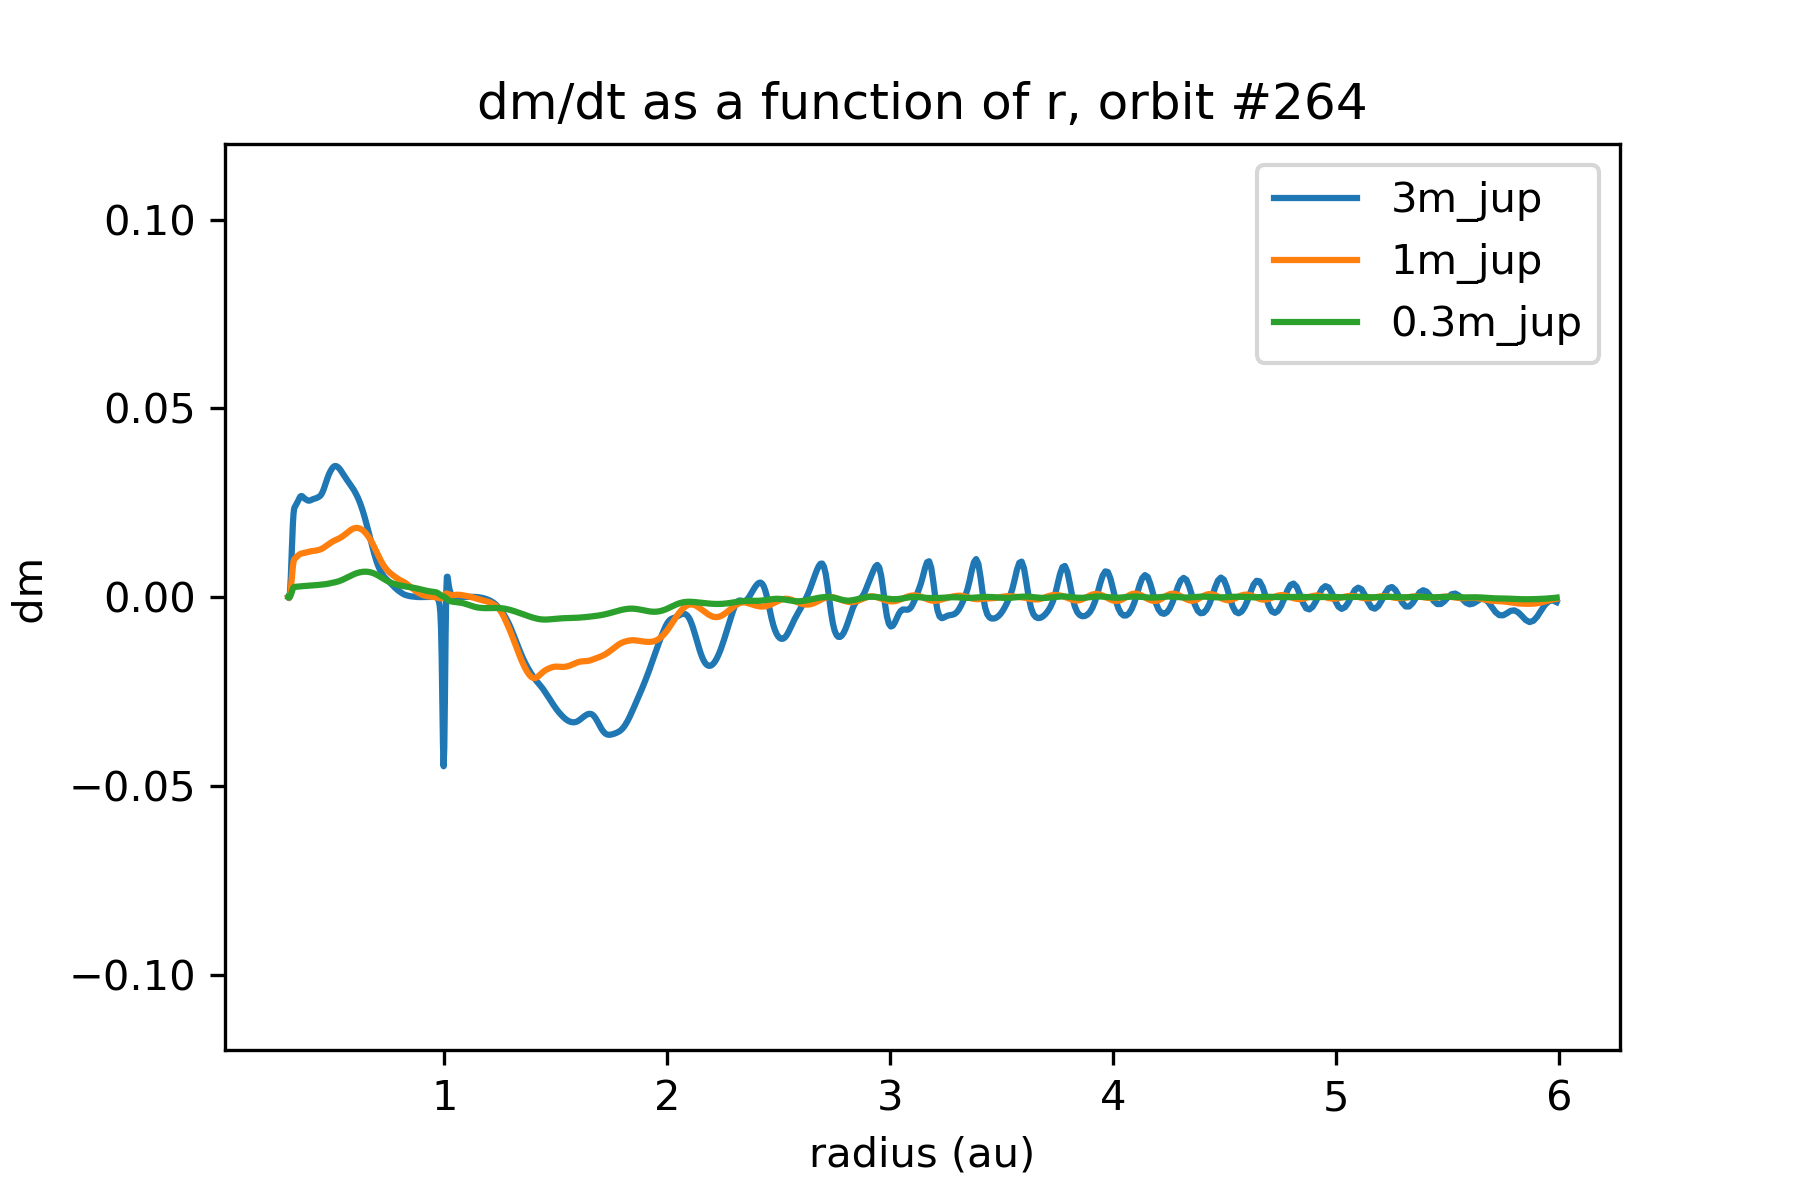 dm/dt as a function of r, orbit #264
3m_jup
1m_jup
0.3m_jup
0.10
0.05
0.00
−0.05
−0.10
dm
1 2 3 4 5 6
radius (au)